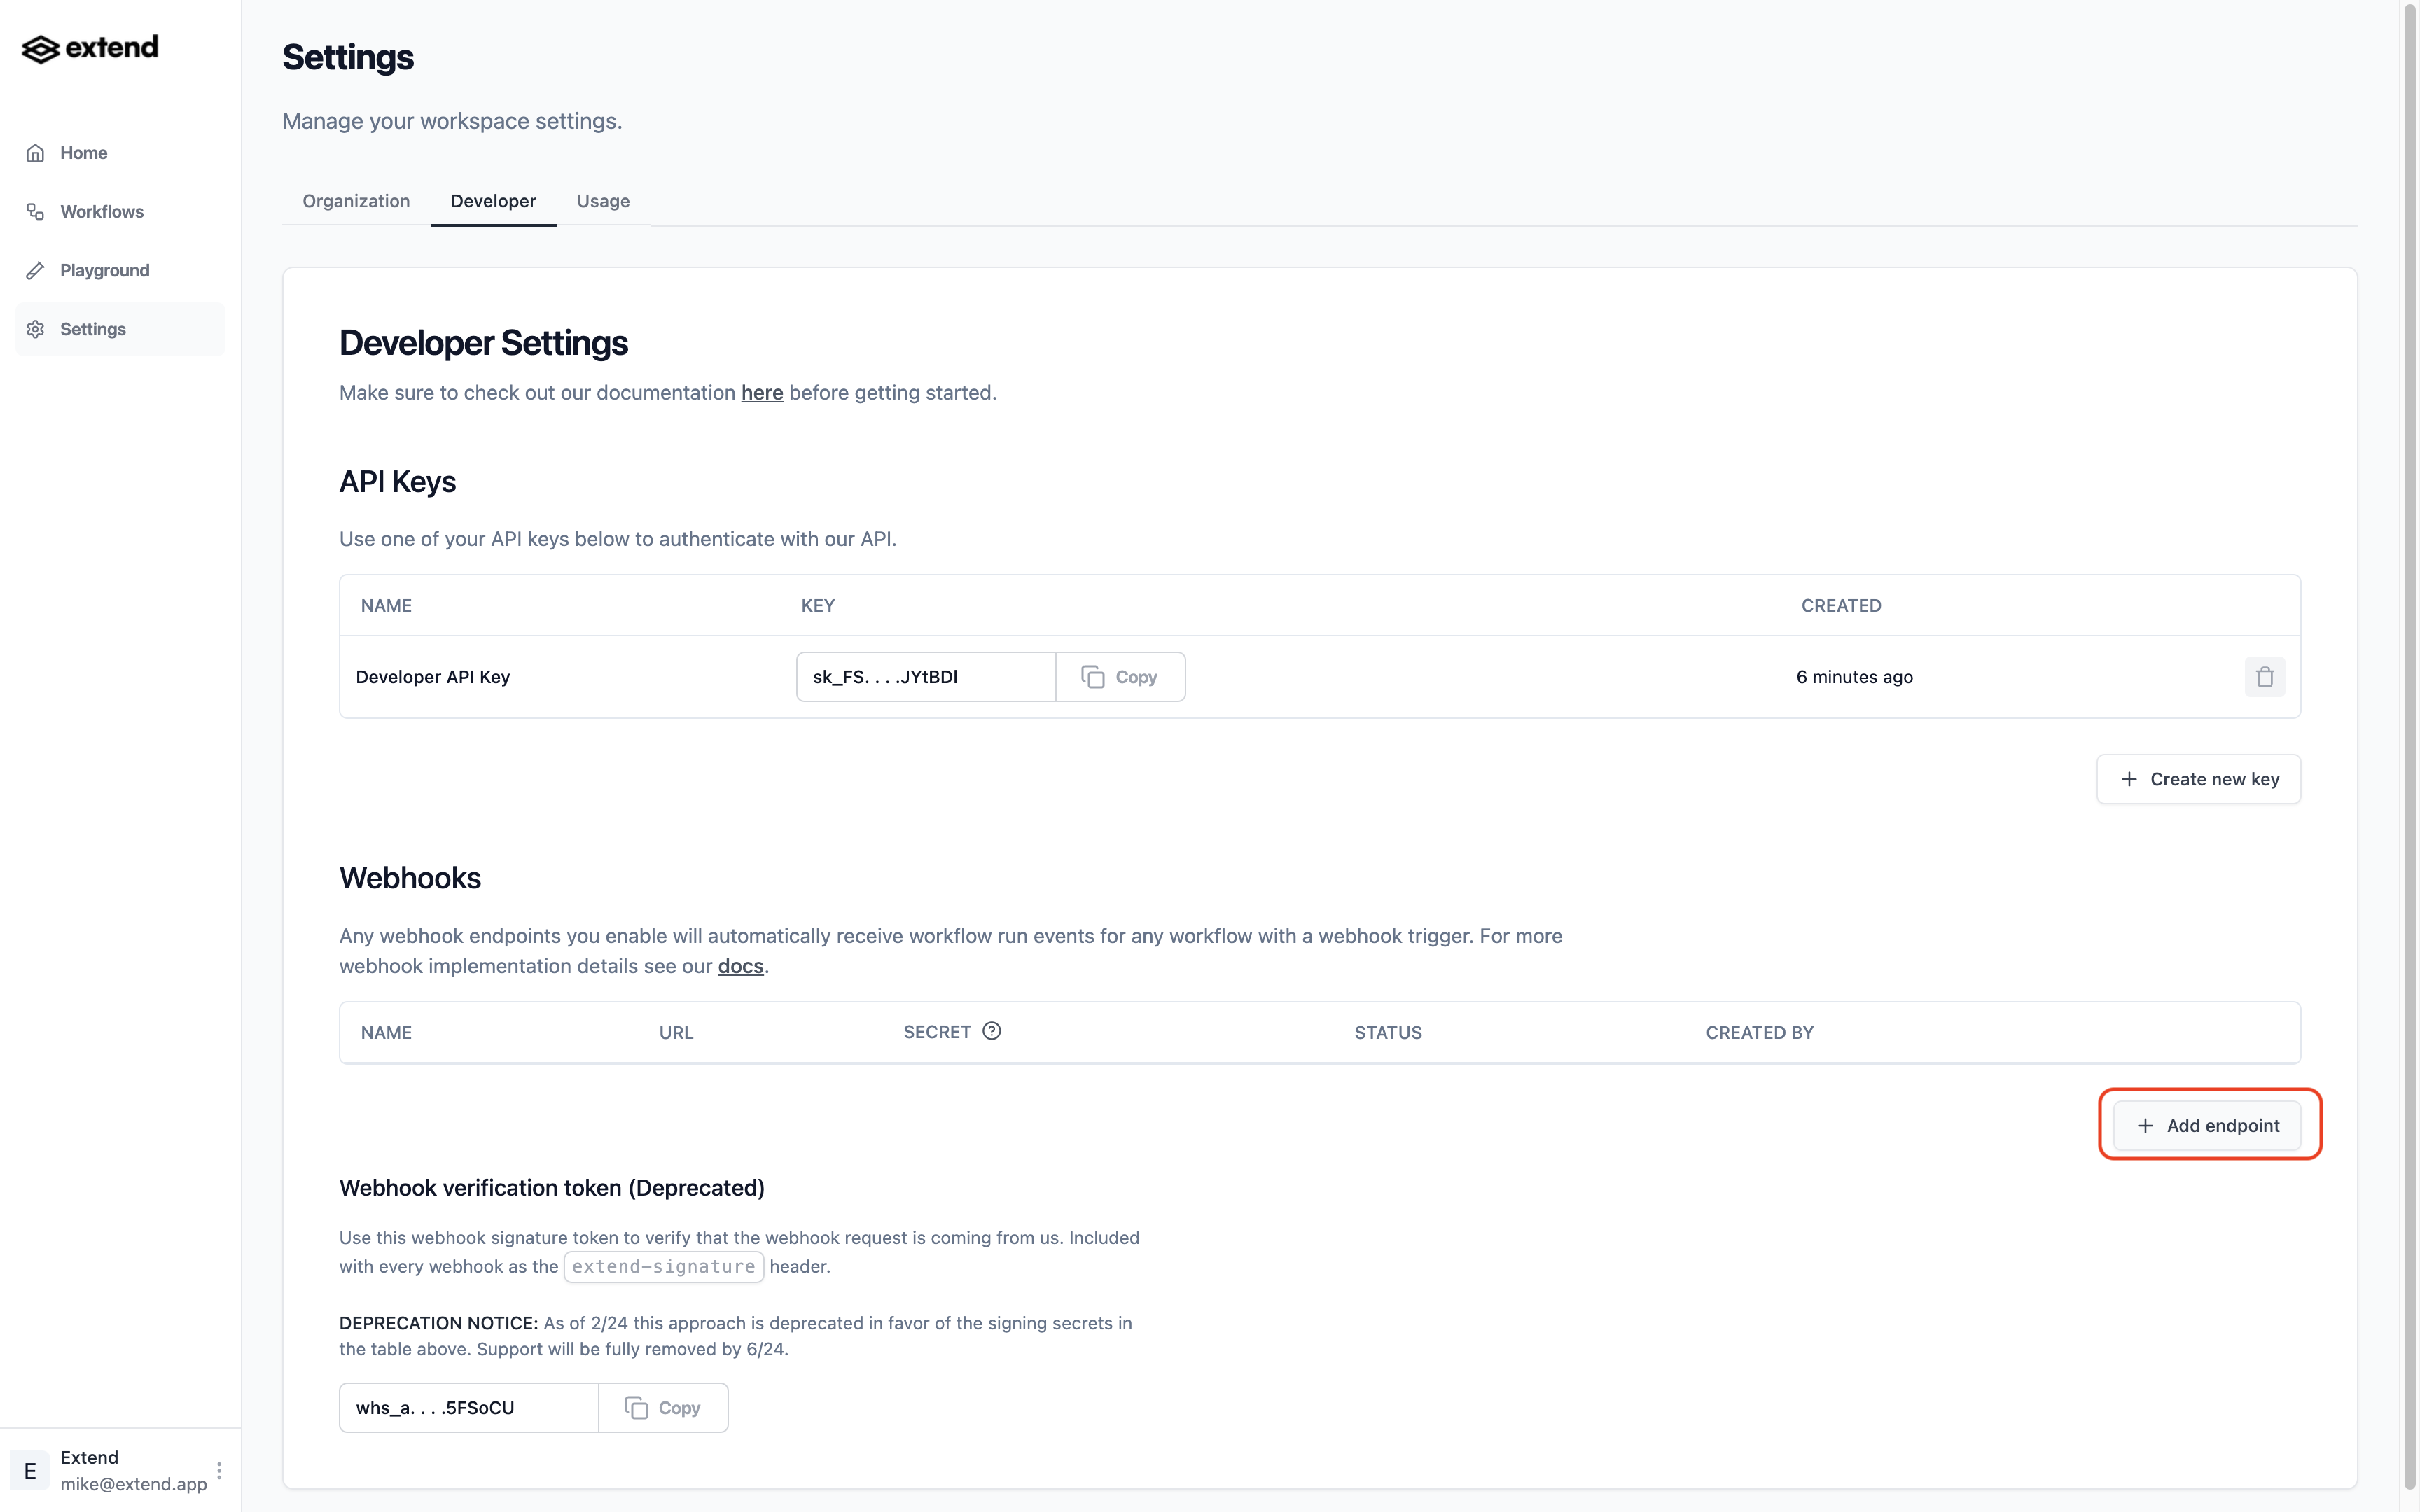 extend
Home
Workflows
Playground
Settings
Extend
mike@extend.app
E
Settings
Manage your workspace settings.
Organization
Developer
Usage
Developer Settings
Make sure to check out our documentation here before getting started.
API Keys
Use one of your API keys below to authenticate with our API.
NAME KEY CREATED
Developer API Key sk_FS. . . .JYtBDl Copy 6 minutes ago
+ Create new key
Webhooks
Any webhook endpoints you enable will automatically receive workflow run events for any workflow with a webhook trigger. For more
webhook implementation details see our docs.
NAME URL SECRET ? STATUS CREATED BY
+ Add endpoint
Webhook verification token (Deprecated)
Use this webhook signature token to verify that the webhook request is coming from us. Included
with every webhook as the extend-signature header.
DEPRECATION NOTICE: As of 2/24 this approach is deprecated in favor of the signing secrets in
the table above. Support will be fully removed by 6/24.
whs_a. . . .5FSoCU Copy